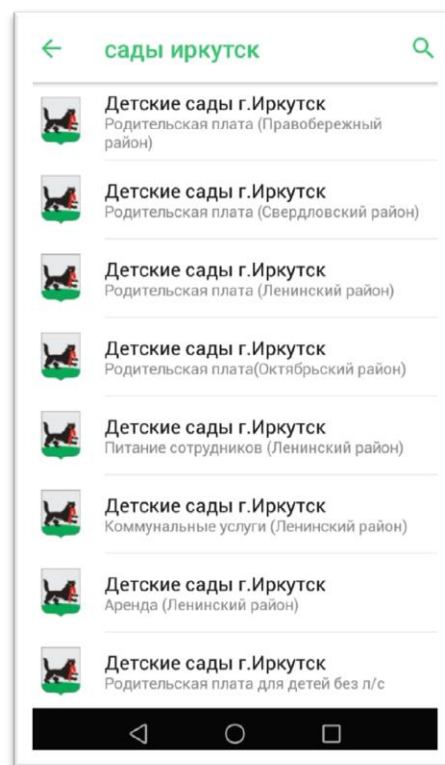 сады иркутск
Детские сады г.Иркутск
Родительская плата (Правобережный
район)
Детские сады г.Иркутск
Родительская плата (Свердловский район)
Детские сады г.Иркутск
Родительская плата (Ленинский район)
Детские сады г.Иркутск
Родительская плата(Октябрьский район)
Детские сады г.Иркутск
Питание сотрудников (Ленинский район)
Детские сады г.Иркутск
Коммунальные услуги (Ленинский район)
Детские сады г.Иркутск
Аренда (Ленинский район)
Детские сады г.Иркутск
Родительская плата для детей без л/с